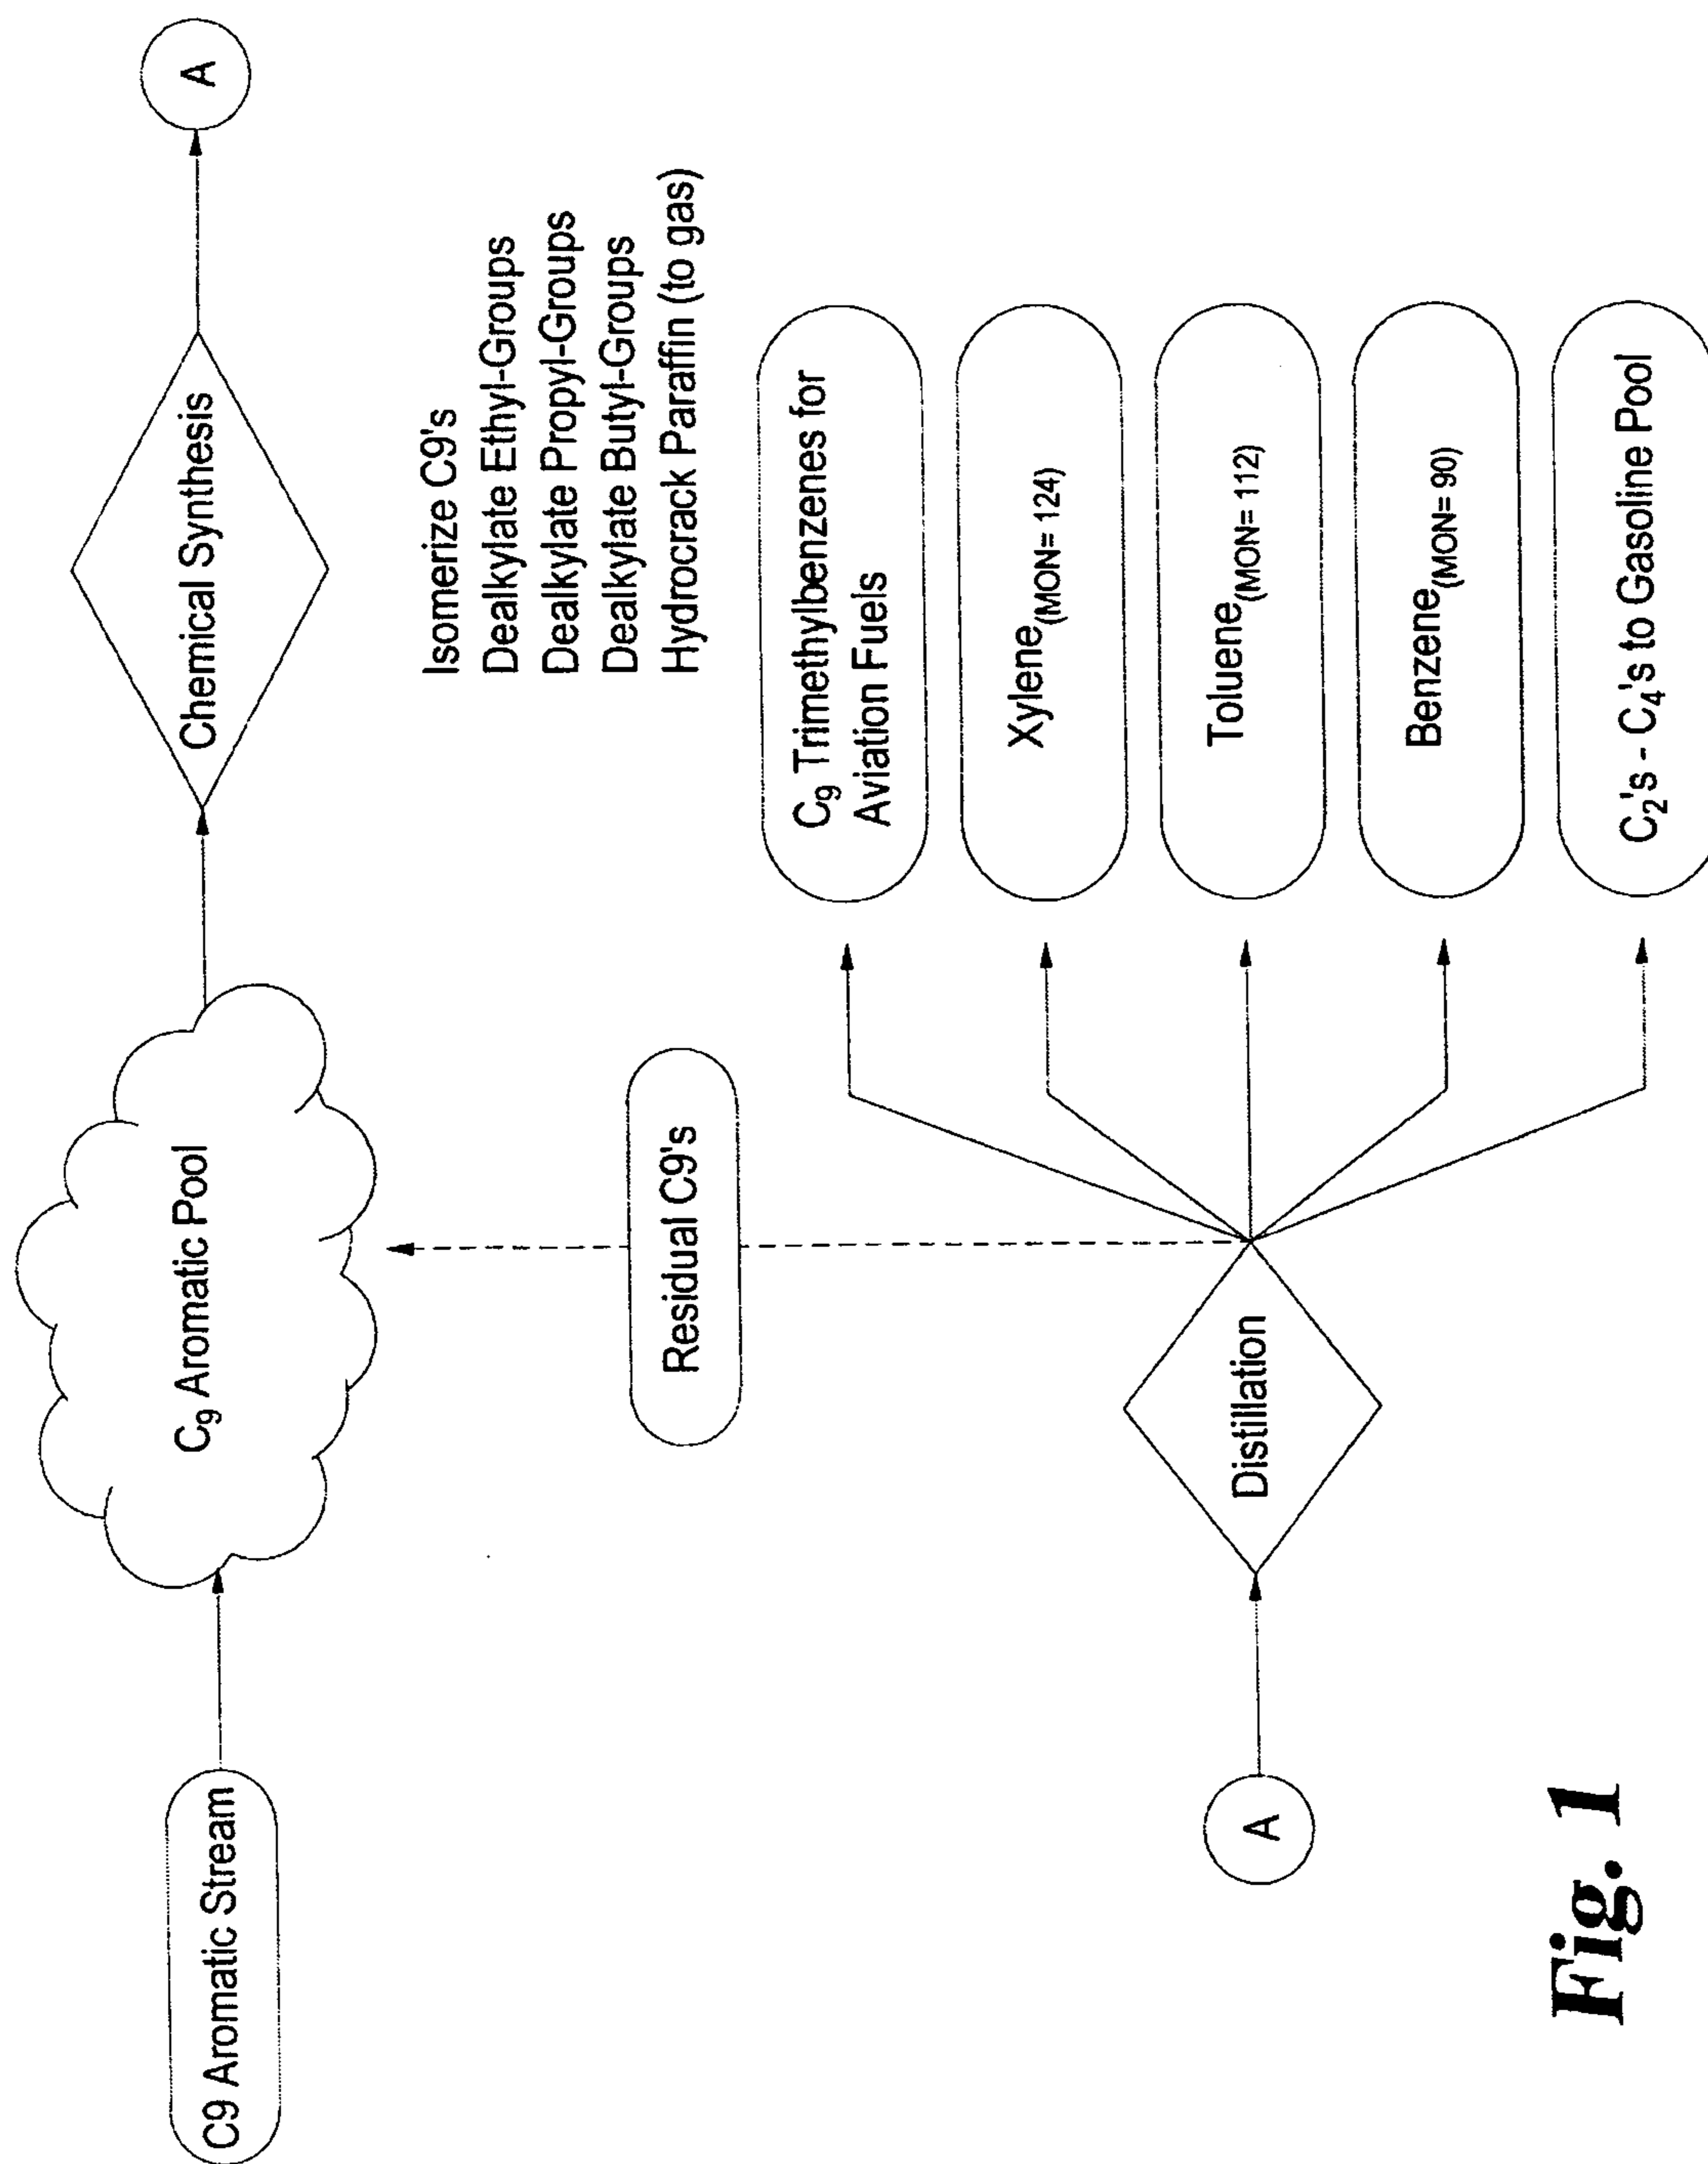 C9 Aromatic Stream
C₉ Aromatic Pool
Chemical Synthesis
A
Isomerize C9's
Dealkylate Ethyl-Groups
Dealkylate Propyl-Groups
Dealkylate Butyl-Groups
Hydrocrack Paraffin (to gas)
Residual C9's
A
Distillation
C₉ Trimethylbenzenes for
Aviation Fuels
Xylene(MON= 124)
Toluene(MON= 112)
Benzene(MON= 90)
C₂'s - C₄'s to Gasoline Pool
Fig. 1